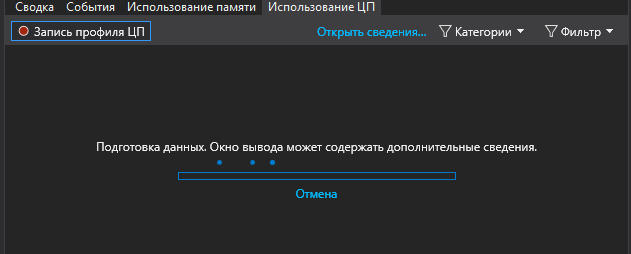 Сводка События Использование памяти Использование ЦП
Запись профиля ЦП Открыть сведения... Категории Фильтр
Подготовка данных. Окно вывода может содержать дополнительные сведения.
Отмена